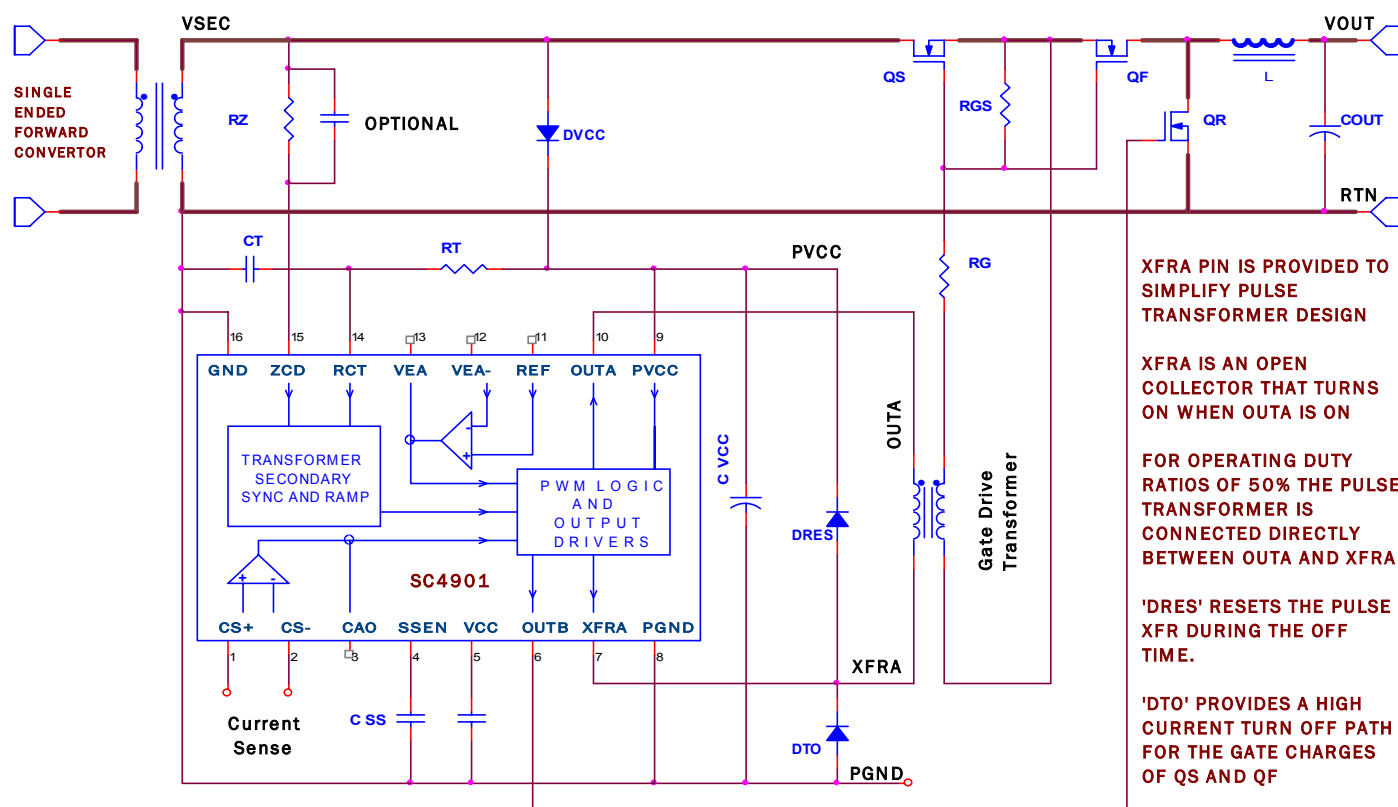 VSEC
VOUT
SINGLE
ENDED
FORWARD
CONVERTOR
RZ
OPTIONAL
DVCC
QS
RGS
QF
L
QR
COUT
RTN
CT
RT
PVCC
RG
XFRA PIN IS PROVIDED TO
SIMPLIFY PULSE
TRANSFORMER DESIGN
XFRA IS AN OPEN
COLLECTOR THAT TURNS
ON WHEN OUTA IS ON
FOR OPERATING DUTY
RATIOS OF 50% THE PULSE
TRANSFORMER IS
CONNECTED DIRECTLY
BETWEEN OUTA AND XFRA
'DRES' RESETS THE PULSE
XFR DURING THE OFF
TIME.
'DTO' PROVIDES A HIGH
CURRENT TURN OFF PATH
FOR THE GATE CHARGES
OF QS AND QF
16 15 14 13 12 11 10 9
GND ZCD RCT VEA VEA- REF OUTA PVCC
- +
TRANSFORMER
SECONDARY
SYNC AND RAMP
PWM LOGIC
AND
OUTPUT
DRIVERS
+ -
SC4901
CS+ CS- CAO SSEN VCC OUTB XFRA PGND
1 2 3 4 5 6 7 8
C VCC
DRES
OUTA
Gate Drive
Transformer
XFRA
Current
Sense
C SS
DTO
PGND